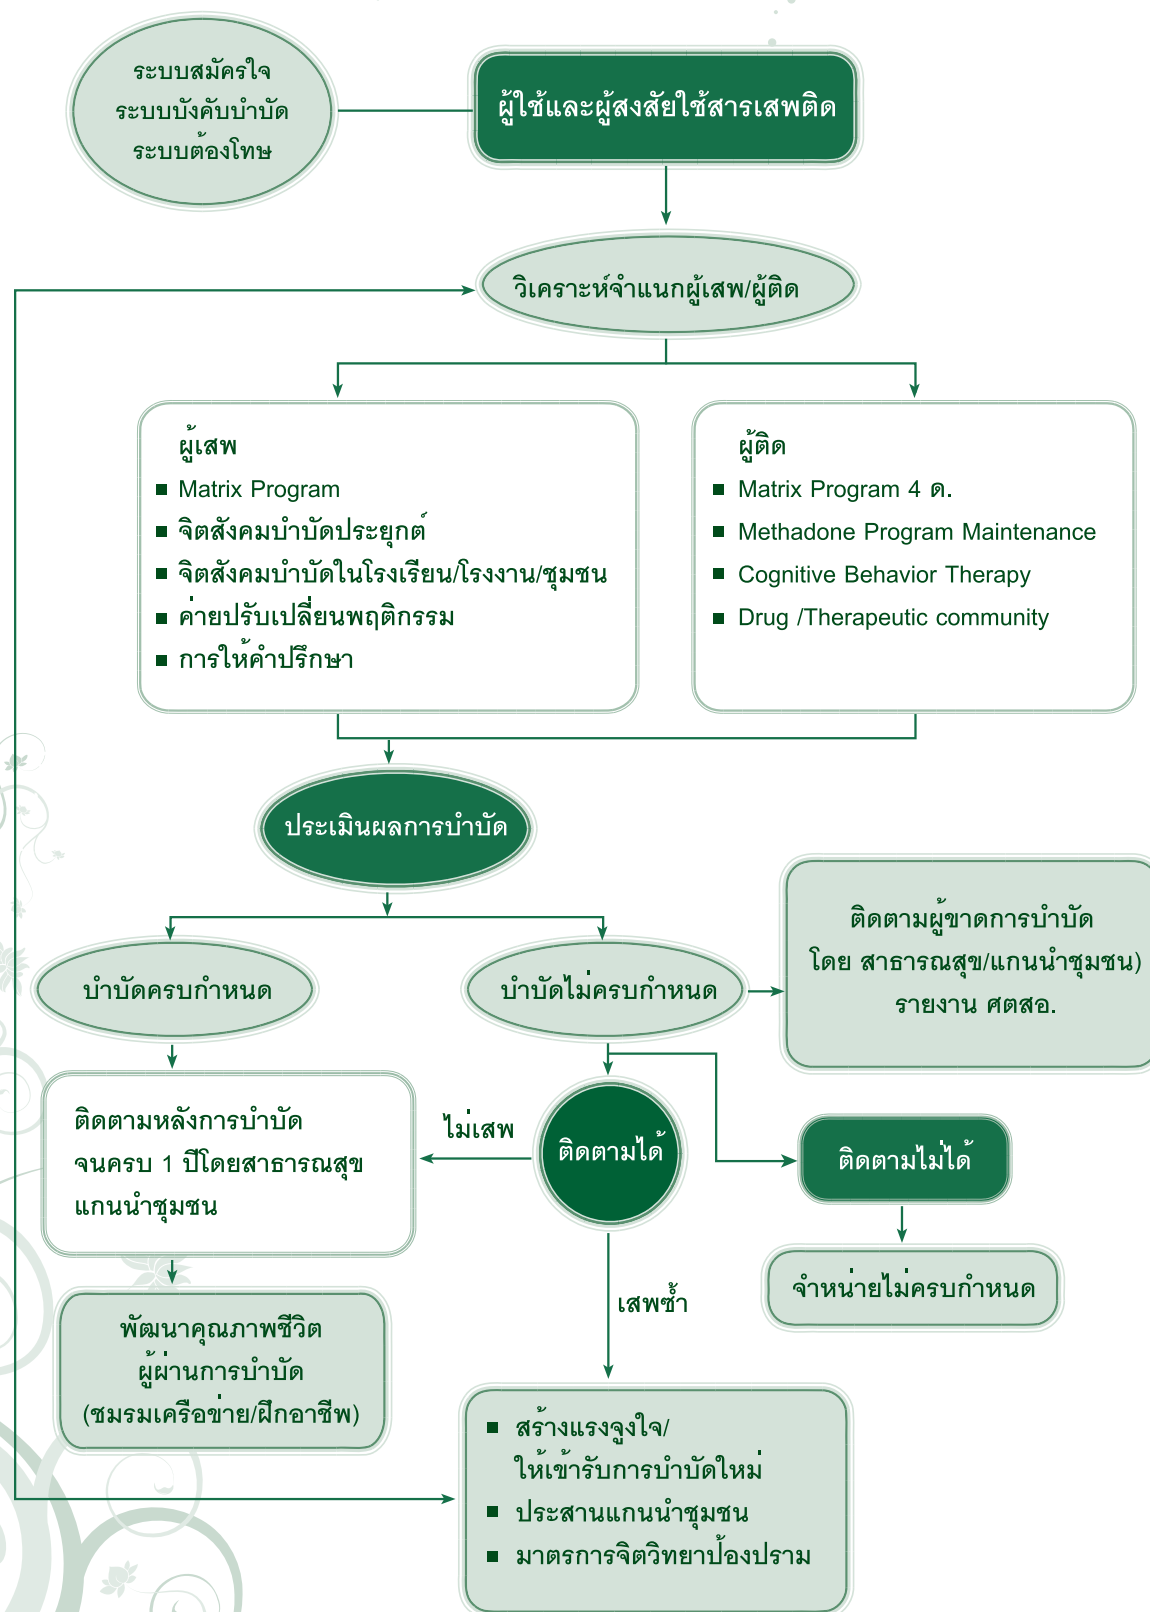 ระบบสมัครใจ
ระบบบังคับบำบัด
ระบบต้องโทษ
ผู้ใช้และผู้สงสัยใช้สารเสพติด
วิเคราะห์จำแนกผู้เสพ/ผู้ติด
ผู้เสพ
■ Matrix Program
■ จิตสังคมบำบัดประยุกต์
■ จิตสังคมบำบัดในโรงเรียน/โรงงาน/ชุมชน
■ ค่ายปรับเปลี่ยนพฤติกรรม
■ การให้คำปรึกษา
ผู้ติด
■ Matrix Program 4 ด.
■ Methadone Program Maintenance
■ Cognitive Behavior Therapy
■ Drug /Therapeutic community
ประเมินผลการบำบัด
บำบัดครบกำหนด
บำบัดไม่ครบกำหนด
ติดตามผู้ขาดการบำบัด
โดย สาธารณสุข/แกนนำชุมชน)
รายงาน ศตสอ.
ติดตามหลังการบำบัด
จนครบ 1 ปีโดยสาธารณสุข
แกนนำชุมชน
ไม่เสพ
ติดตามได้
ติดตามไม่ได้
จำหน่ายไม่ครบกำหนด
เสพซ้ำ
พัฒนาคุณภาพชีวิต
ผู้ผ่านการบำบัด
(ชมรมเครือข่าย/ฝึกอาชีพ)
■ สร้างแรงจูงใจ/
ให้เข้ารับการบำบัดใหม่
■ ประสานแกนนำชุมชน
■ มาตรการจิตวิทยาป้องปราม